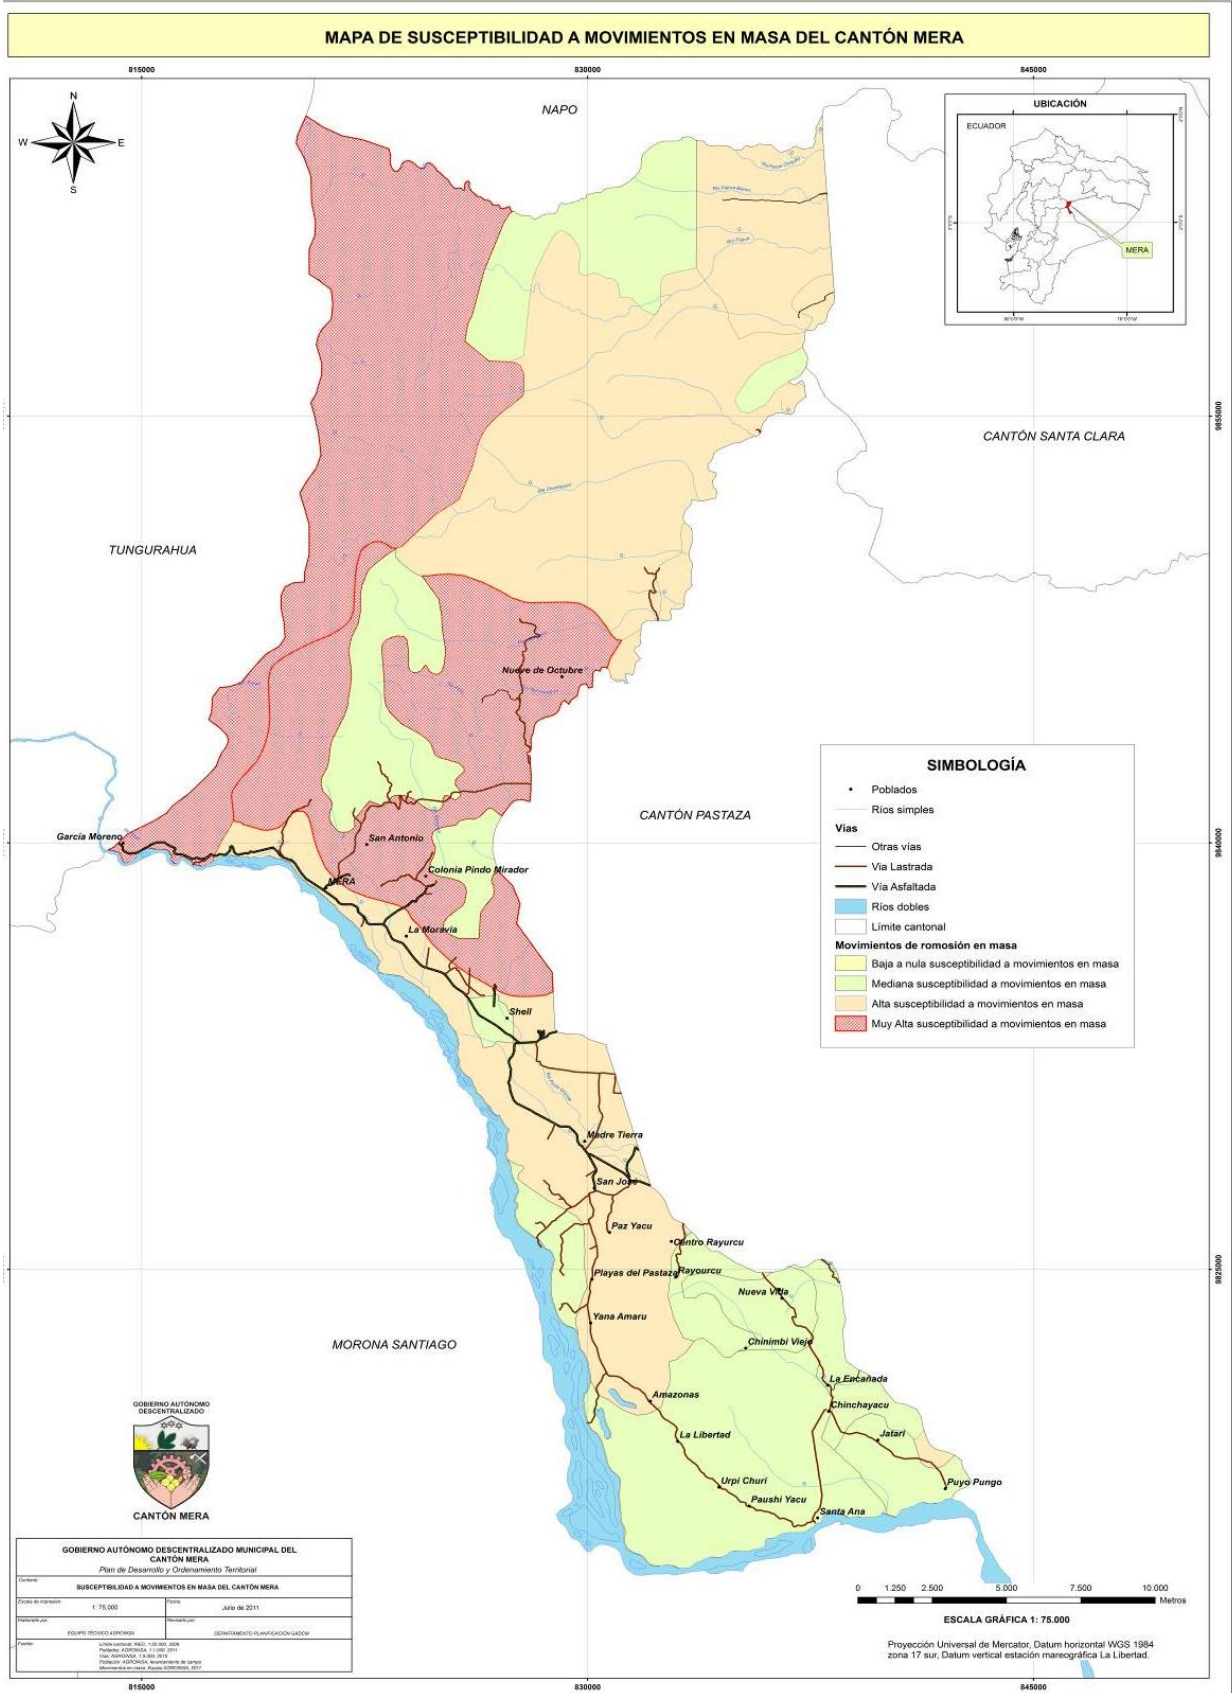 MAPA DE SUSCEPTIBILIDAD A MOVIMIENTOS EN MASA DEL CANTÓN MERA
815000
830000
845000
N
W
E
S
NAPO
UBICACIÓN
ECUADOR
MERA
9855000
CANTÓN SANTA CLARA
TUNGURAHUA
Nueve de Octubre
SIMBOLOGÍA
Poblados
Ríos simples
Vias
Otras vías
Via Lastrada
Vía Asfaltada
Ríos dobles
Límite cantonal
Movimientos de romosión en masa
Baja a nula susceptibilidad a movimientos en masa
Mediana susceptibilidad a movimientos en masa
Alta susceptibilidad a movimientos en masa
Muy Alta susceptibilidad a movimientos en masa
CANTÓN PASTAZA
9840000
García Moreno
San Antonio
Colonia Pindo Mirador
MERA
La Moravia
Shell
Madre Tierra
San José
Paz Yacu
Centro Rayurcu
Playas del Pastaza
Rayourcu
9825000
Nueva Vida
Yana Amaru
MORONA SANTIAGO
Chinimbi Viejo
La Encañada
Amazonas
Chinchayacu
La Libertad
Jatari
Urpi Churi
Puyo Pungo
Paushi Yacu
Santa Ana
GOBIERNO AUTÓNOMO
DESCENTRALIZADO
CANTÓN MERA
GOBIERNO AUTÓNOMO DESCENTRALIZADO MUNICIPAL DEL
CANTÓN MERA
Plan de Desarrollo y Ordenamiento Territorial
SUSCEPTIBILIDAD A MOVIMIENTOS EN MASA DEL CANTÓN MERA
1: 75.000
Julio de 2011
EQUIPO TÉCNICO AGROINSA
DEPARTAMENTO PLANIFICACIÓN GADCM
0 1.250 2.500 5.000 7.500 10.000
Metros
ESCALA GRÁFICA 1: 75.000
Proyección Universal de Mercator, Datum horizontal WGS 1984
zona 17 sur, Datum vertical estación mareográfica La Libertad.
815000
830000
845000